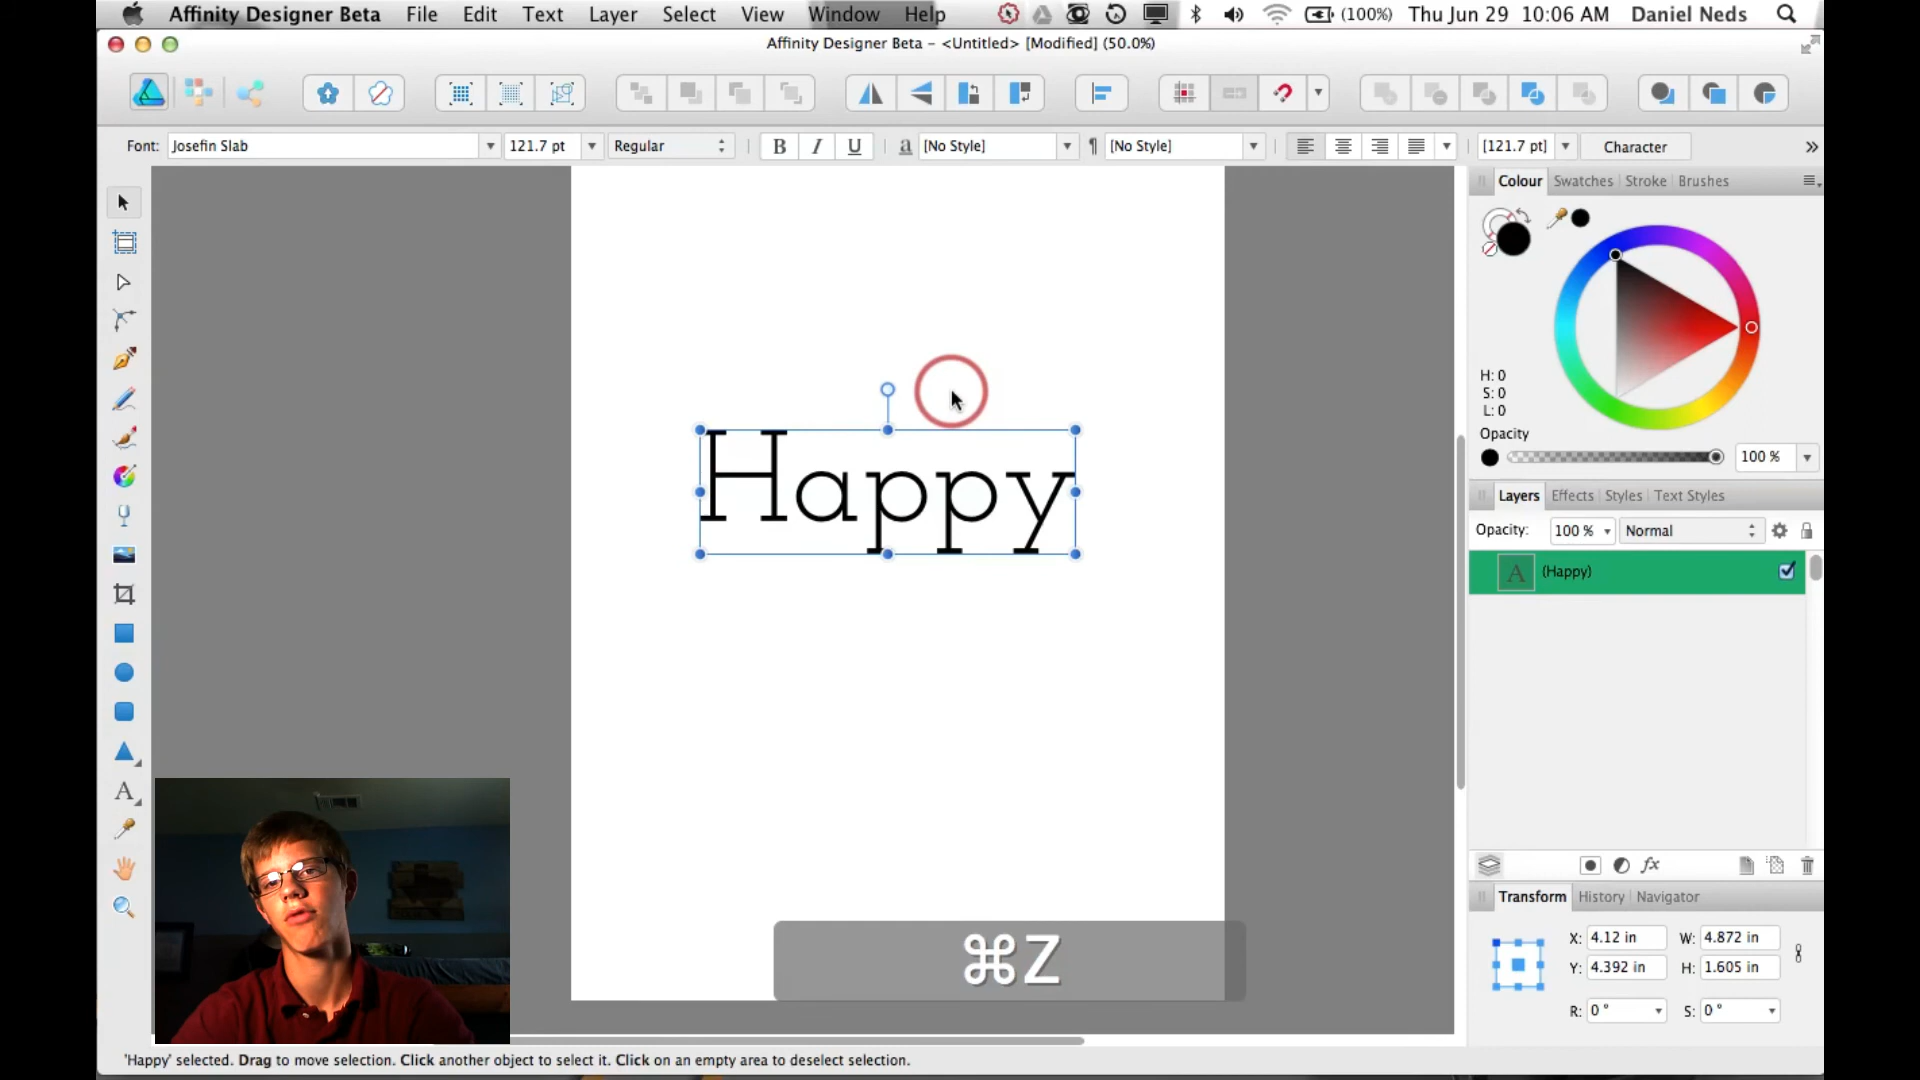 Affinity Designer Beta File Edit Text Layer Select View Window Help (100%) Thu Jun 29 10:06 AM Daniel Neds
Affinity Designer Beta – <Untitled> [Modified] (50.0%)
Font: Josefin Slab 121.7 pt Regular B I U a [No Style] ¶ [No Style] [121.7 pt] Character »
Colour Swatches Stroke Brushes
H: 0
S: 0
L: 0
Opacity
100 %
Happy
Layers Effects Styles Text Styles
Opacity: 100 % Normal
A (Happy)
A
fx
Transform History Navigator
X: 4.12 in W: 4.872 in
Y: 4.392 in H: 1.605 in
R: 0 ° S: 0 °
⌘Z
'Happy' selected. Drag to move selection. Click another object to select it. Click on an empty area to deselect selection.